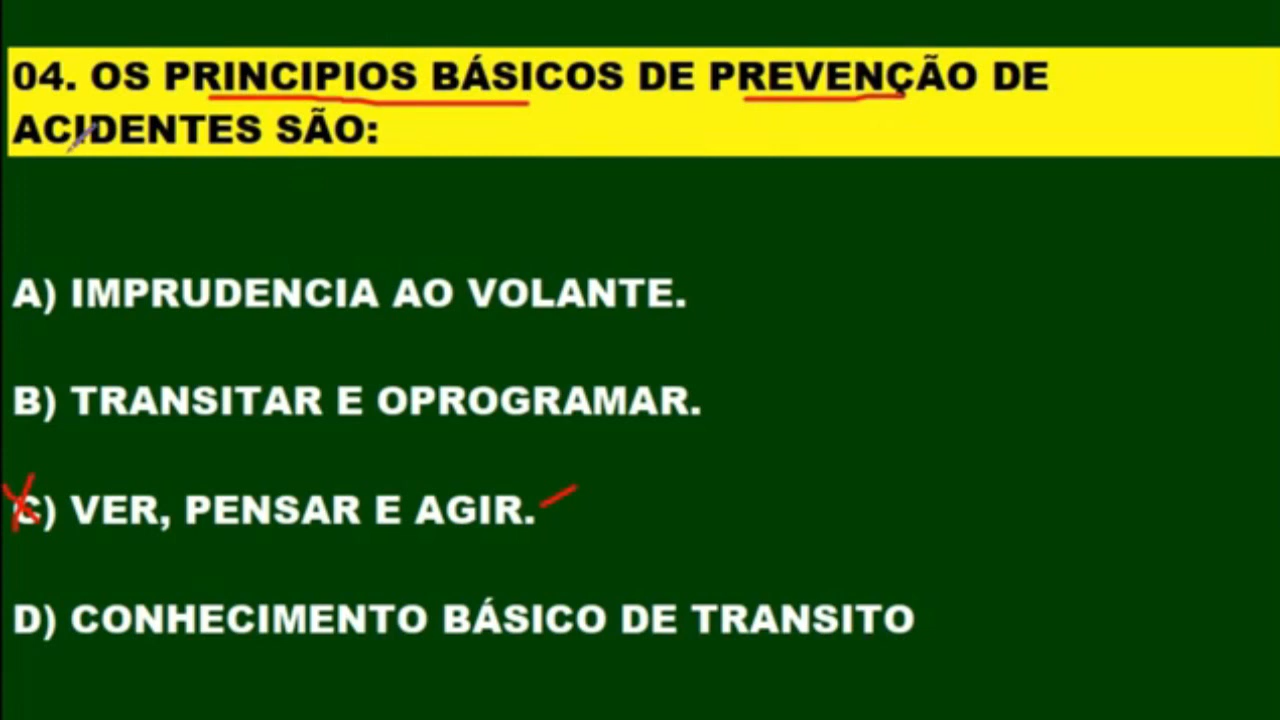 04. OS PRINCIPIOS BÁSICOS DE PREVENÇÃO DE
ACIDENTES SÃO:
A) IMPRUDENCIA AO VOLANTE.
B) TRANSITAR E OPROGRAMAR.
C) VER, PENSAR E AGIR.
D) CONHECIMENTO BÁSICO DE TRANSITO